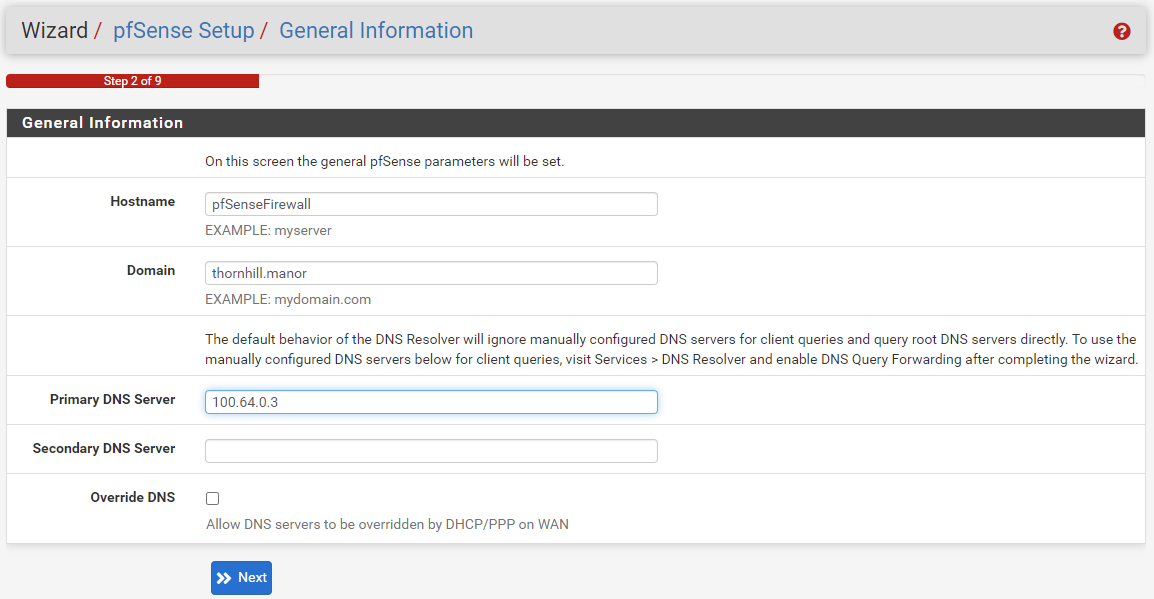 Wizard / pfSense Setup / General Information
Step 2 of 9
General Information
On this screen the general pfSense parameters will be set.
Hostname
pfSenseFirewall
EXAMPLE: myserver
Domain
thornhill.manor
EXAMPLE: mydomain.com
The default behavior of the DNS Resolver will ignore manually configured DNS servers for client queries and query root DNS servers directly. To use the
manually configured DNS servers below for client queries, visit Services > DNS Resolver and enable DNS Query Forwarding after completing the wizard.
Primary DNS Server
100.64.0.3
Secondary DNS Server
Override DNS
Allow DNS servers to be overridden by DHCP/PPP on WAN
Next